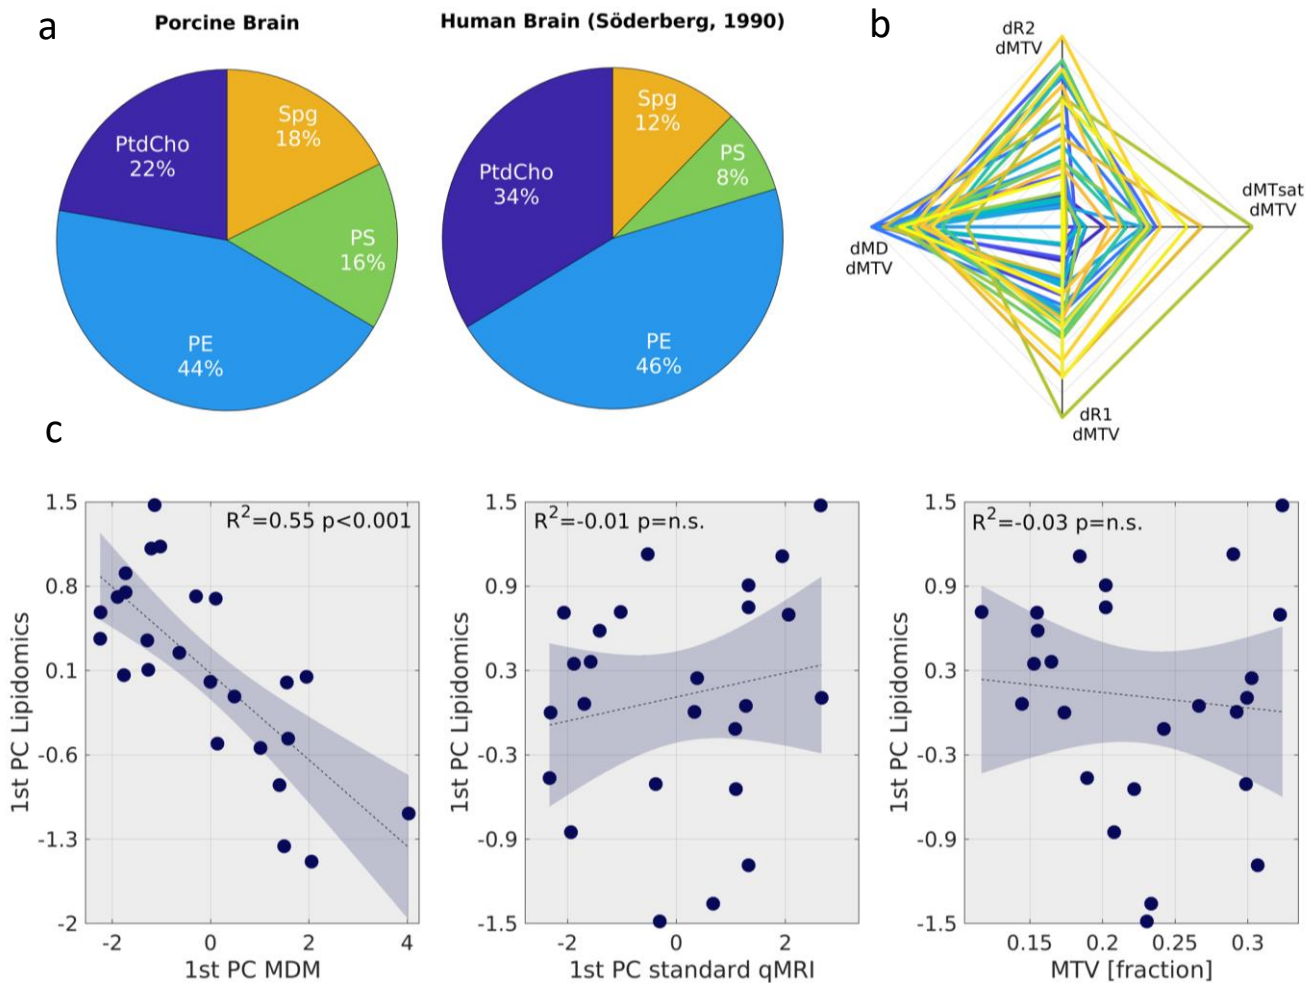 a
Porcine Brain
Human Brain (Söderberg, 1990)
b
PtdCho
22%
Spg
18%
PS
16%
PE
44%
PtdCho
34%
Spg
12%
PS
8%
PE
46%
dR2
dMTV
dMTsat
dMTV
dMD
dMTV
dR1
dMTV
c
1st PC Lipidomics
1.5
0.8
0.1
-0.6
-1.3
-2
R²=0.55 p<0.001
-2 0 2 4
1st PC MDM
1st PC Lipidomics
1.5
0.9
0.3
-0.3
-0.9
-1.5
R²=-0.01 p=n.s.
-2 0 2
1st PC standard qMRI
1st PC Lipidomics
1.5
0.9
0.3
-0.3
-0.9
-1.5
R²=-0.03 p=n.s.
0.15 0.2 0.25 0.3
MTV [fraction]